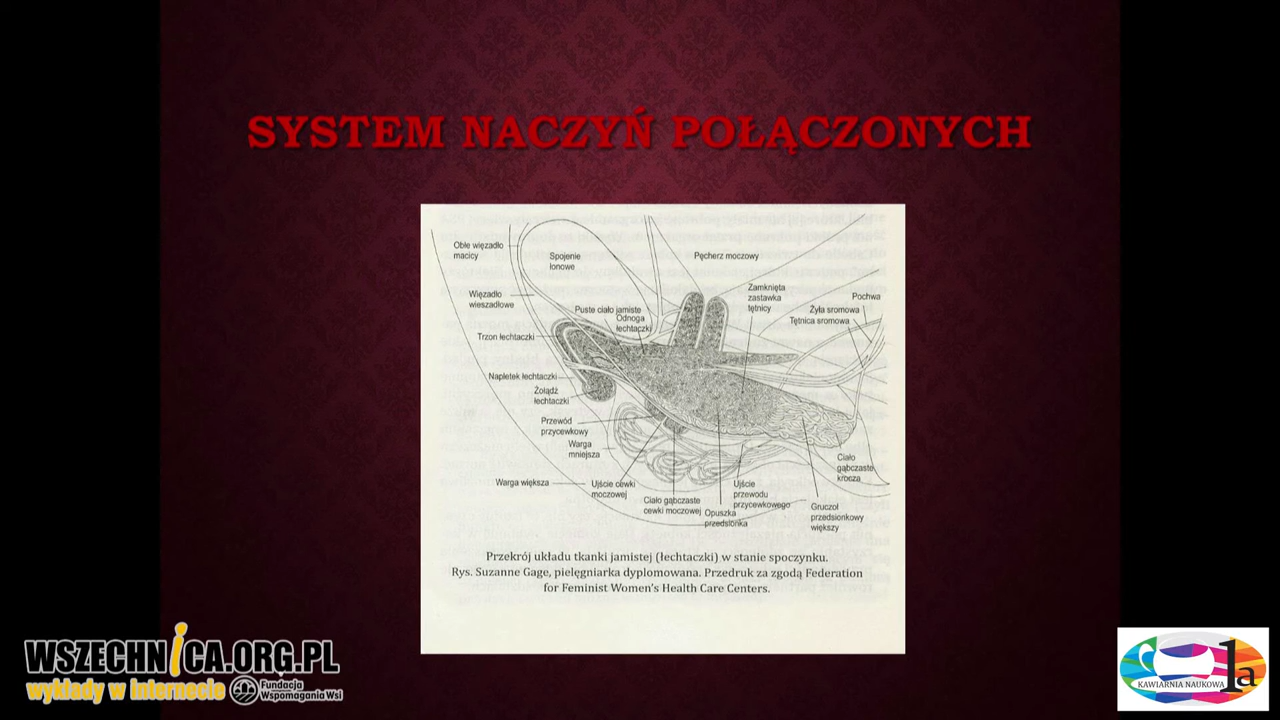 SYSTEM NACZYŃ POŁĄCZONYCH
Obłe więzadło
macicy
Spojenie
łonowe
Pęcherz moczowy
Więzadło
wieszadłowe
Zamknięta
zastawka
tętnicy
Pochwa
Puste ciało jamiste
Odnoga
łechtaczki
Żyła sromowa
Tętnica sromowa
Trzon łechtaczki
Napletek łechtaczki
Żołądź
łechtaczki
Przewód
przycewkowy
Warga
mniejsza
Warga większa
Ujście cewki
moczowej
Ciało gąbczaste
cewki moczowej
Opuszka
przedsionka
Ujście
przewodu
przycewkowego
Gruczoł
przedsionkowy
większy
Ciało
gąbczaste
krocza
Przekrój układu tkanki jamistej (łechtaczki) w stanie spoczynku.
Rys. Suzanne Gage, pielęgniarka dyplomowana. Przedruk za zgodą Federation
for Feminist Women's Health Care Centers.
WSZECHNICA.ORG.PL
wykłady w internecie
Fundacja
Wspomagania Wsi
KAWIARNIA NAUKOWA
1a